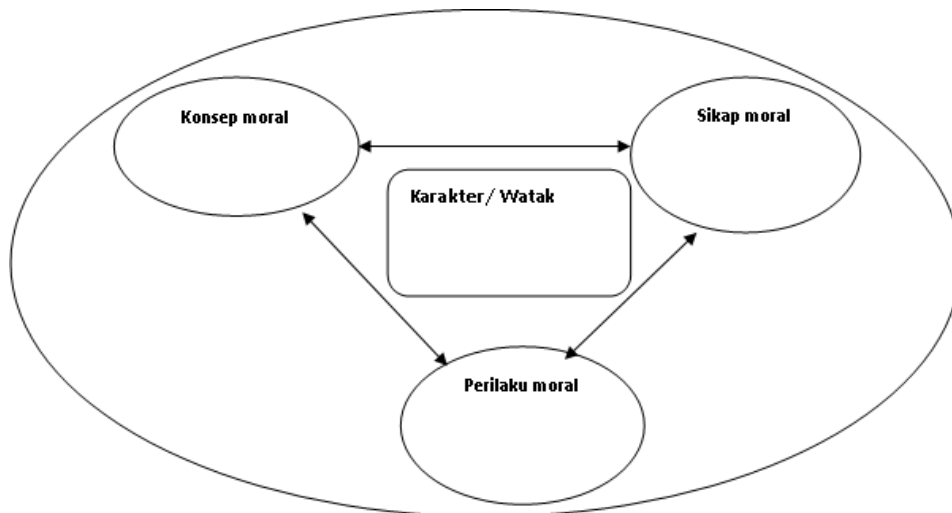 Konsep moral
Sikap moral
Karakter/ Watak
Perilaku moral